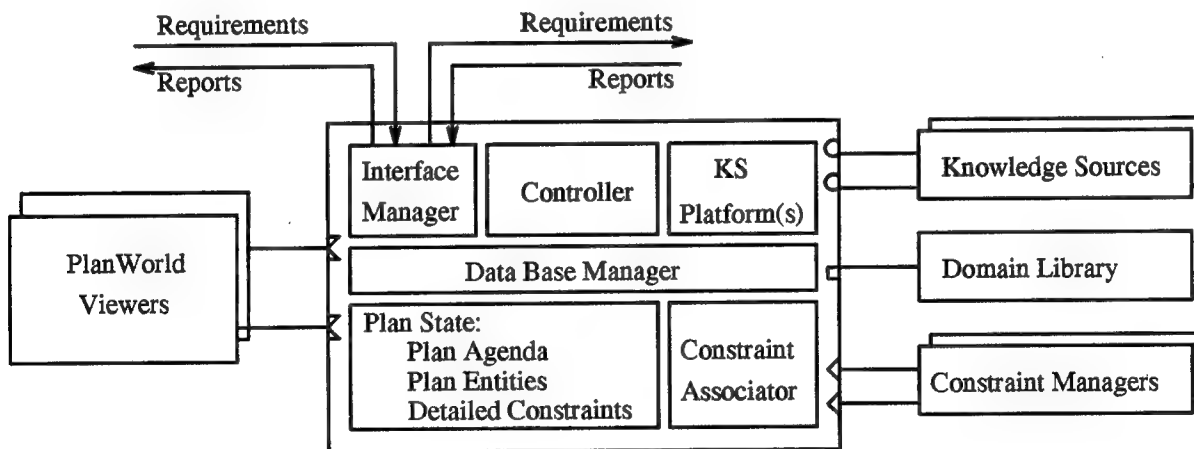 Requirements
Requirements
Reports
Reports
Interface
Manager
Controller
KS
Platform(s)
Knowledge Sources
PlanWorld
Viewers
Data Base Manager
Domain Library
Plan State:
Plan Agenda
Plan Entities
Detailed Constraints
Constraint
Associator
Constraint Managers